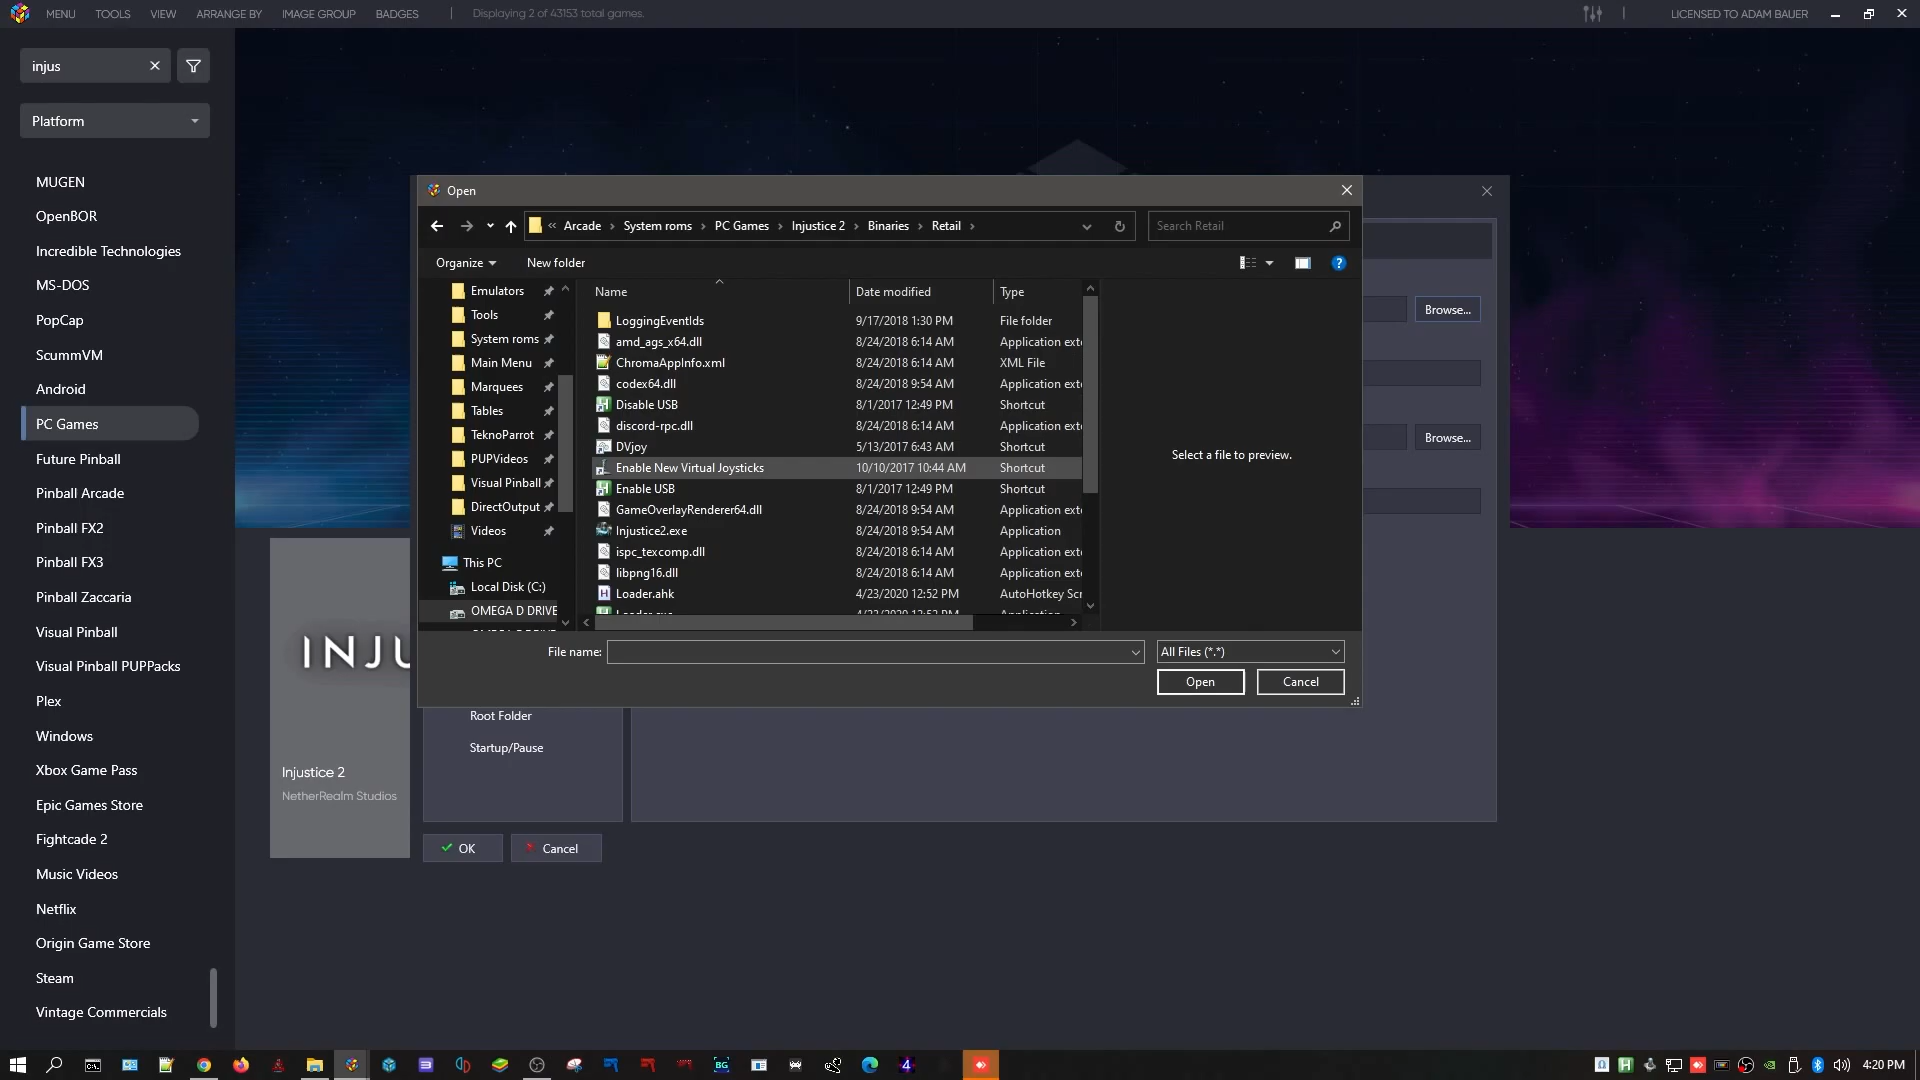 MENU TOOLS VIEW ARRANGE BY IMAGE GROUP BADGES Displaying 2 of 43153 total games. LICENSED TO ADAM BAUER
injus
Platform
MUGEN
OpenBOR
Incredible Technologies
MS-DOS
PopCap
ScummVM
Android
PC Games
Future Pinball
Pinball Arcade
Pinball FX2
Pinball FX3
Pinball Zaccaria
Visual Pinball
Visual Pinball PUPPacks
Plex
Windows
Xbox Game Pass
Epic Games Store
Fightcade 2
Music Videos
Netflix
Origin Game Store
Steam
Vintage Commercials
INJU
Injustice 2
NetherRealm Studios
Open
« Arcade › System roms › PC Games › Injustice 2 › Binaries › Retail ›
Search Retail
Organize New folder
Emulators
Tools
System roms
Main Menu
Marquees
Tables
TeknoParrot
PUPVideos
Visual Pinball
DirectOutput
Videos
This PC
Local Disk (C:)
OMEGA D DRIVE
Name Date modified Type
LoggingEventIds 9/17/2018 1:30 PM File folder
amd_ags_x64.dll 8/24/2018 6:14 AM Application exte
ChromaAppInfo.xml 8/24/2018 6:14 AM XML File
codex64.dll 8/24/2018 9:54 AM Application exte
Disable USB 8/1/2017 12:49 PM Shortcut
discord-rpc.dll 8/24/2018 6:14 AM Application exte
DVjoy 5/13/2017 6:43 AM Shortcut
Enable New Virtual Joysticks 10/10/2017 10:44 AM Shortcut
Enable USB 8/1/2017 12:49 PM Shortcut
GameOverlayRenderer64.dll 8/24/2018 9:54 AM Application exte
Injustice2.exe 8/24/2018 9:54 AM Application
ispc_texcomp.dll 8/24/2018 6:14 AM Application exte
libpng16.dll 8/24/2018 6:14 AM Application exte
Loader.ahk 4/23/2020 12:52 PM AutoHotkey Scr
Select a file to preview.
File name: All Files (*.*)
Open Cancel
Browse...
Browse...
Root Folder
Startup/Pause
OK Cancel
BG
4:20 PM